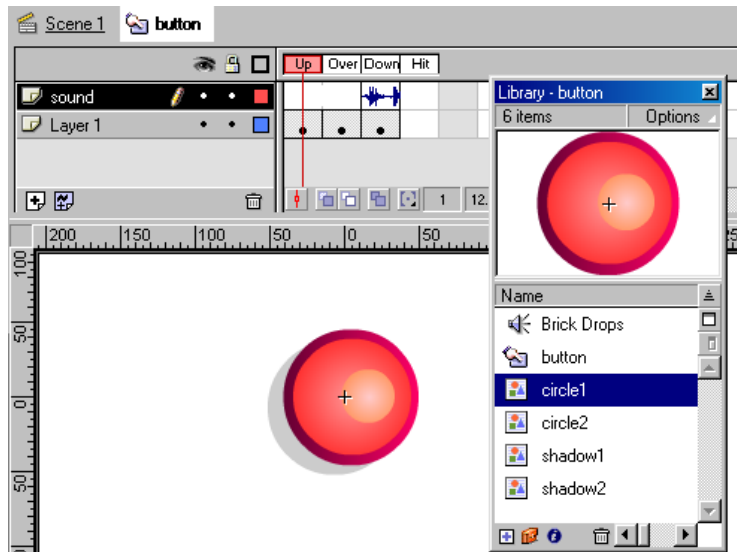 Scene 1 button
Up Over Down Hit
sound
Layer 1
1 12.
200 150 100 50 0 50
100
50
0
50
Library - button
6 items Options
Name
Brick Drops
button
circle1
circle2
shadow1
shadow2